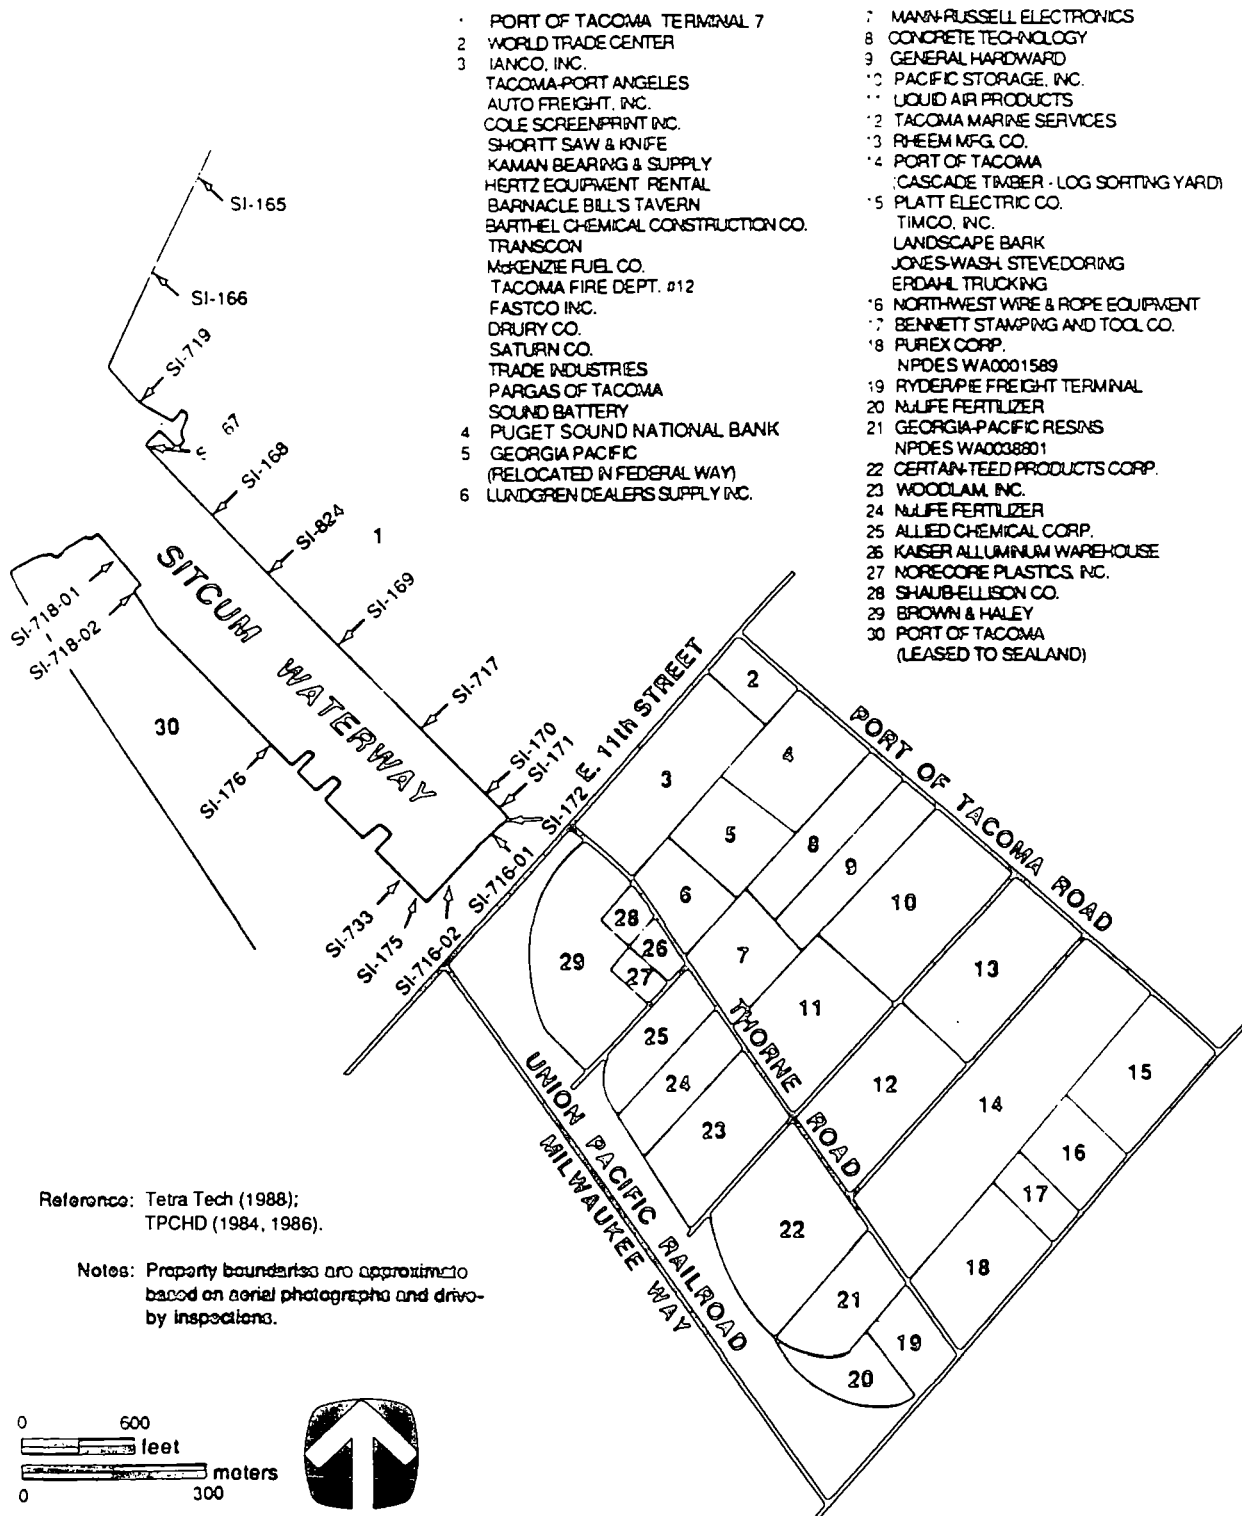 PORT OF TACOMA TERMINAL 7
2 WORLD TRADE CENTER
3 IANCO, INC.
TACOMA-PORT ANGELES
AUTO FREIGHT, INC.
COLE SCREENPRINT INC.
SHORTT SAW & KNIFE
KAMAN BEARING & SUPPLY
HERTZ EQUIPMENT RENTAL
BARNACLE BILL'S TAVERN
BARTHEL CHEMICAL CONSTRUCTION CO.
TRANSCON
McKENZIE FUEL CO.
TACOMA FIRE DEPT. #12
FASTCO INC.
DRURY CO.
SATURN CO.
TRADE INDUSTRIES
PARGAS OF TACOMA
SOUND BATTERY
4 PUGET SOUND NATIONAL BANK
5 GEORGIA PACIFIC
(RELOCATED IN FEDERAL WAY)
6 LUNDGREN DEALERS SUPPLY INC.
7 MANN-RUSSELL ELECTRONICS
8 CONCRETE TECHNOLOGY
9 GENERAL HARDWARD
10 PACIFIC STORAGE, INC.
11 LIQUID AIR PRODUCTS
12 TACOMA MARINE SERVICES
13 RHEEM MFG. CO.
14 PORT OF TACOMA
(CASCADE TIMBER - LOG SORTING YARD)
15 PLATT ELECTRIC CO.
TIMCO, INC.
LANDSCAPE BARK
JONES-WASH. STEVEDORING
ERDAHL TRUCKING
16 NORTHWEST WIRE & ROPE EQUIPMENT
17 BENNETT STAMPING AND TOOL CO.
18 PUREX CORP.
NPDES WA0001589
19 RYDER/PIE FREIGHT TERMINAL
20 NuLIFE FERTILIZER
21 GEORGIA-PACIFIC RESINS
NPDES WA0038801
22 CERTAIN-TEED PRODUCTS CORP.
23 WOODLAM, INC.
24 NuLIFE FERTILIZER
25 ALLIED CHEMICAL CORP.
26 KAISER ALLUMINUM WAREHOUSE
27 NORECORE PLASTICS, INC.
28 SHAUB-ELLISON CO.
29 BROWN & HALEY
30 PORT OF TACOMA
(LEASED TO SEALAND)
SI-165
SI-166
SI-719
67
SI-168
SI-824
SI-169
SI-717
SI-170
SI-171
SI-172
SI-716-01
SI-716-02
SI-175
SI-733
SI-176
SI-718-01
SI-718-02
SITCUM WATERWAY
E. 11th STREET
PORT OF TACOMA ROAD
THORNE ROAD
UNION PACIFIC RAILROAD
MILWAUKEE WAY
1
2
3
4
5
6
7
8
9
10
11
12
13
14
15
16
17
18
19
20
21
22
23
24
25
26
27
28
29
30
Reference: Tetra Tech (1988);
TPCHD (1984, 1986).
Notes: Property boundaries are approximate
based on aerial photographs and drive-
by inspections.
0 600
feet
meters
0 300